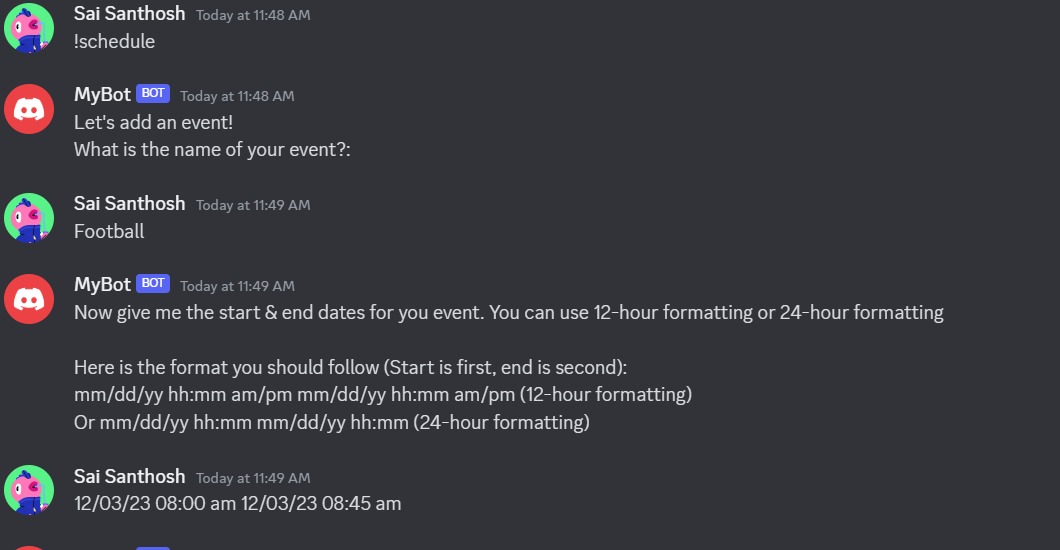 Sai Santhosh Today at 11:48 AM
!schedule
MyBot BOT Today at 11:48 AM
Let's add an event!
What is the name of your event?:
Sai Santhosh Today at 11:49 AM
Football
MyBot BOT Today at 11:49 AM
Now give me the start & end dates for you event. You can use 12-hour formatting or 24-hour formatting
Here is the format you should follow (Start is first, end is second):
mm/dd/yy hh:mm am/pm mm/dd/yy hh:mm am/pm (12-hour formatting)
Or mm/dd/yy hh:mm mm/dd/yy hh:mm (24-hour formatting)
Sai Santhosh Today at 11:49 AM
12/03/23 08:00 am 12/03/23 08:45 am